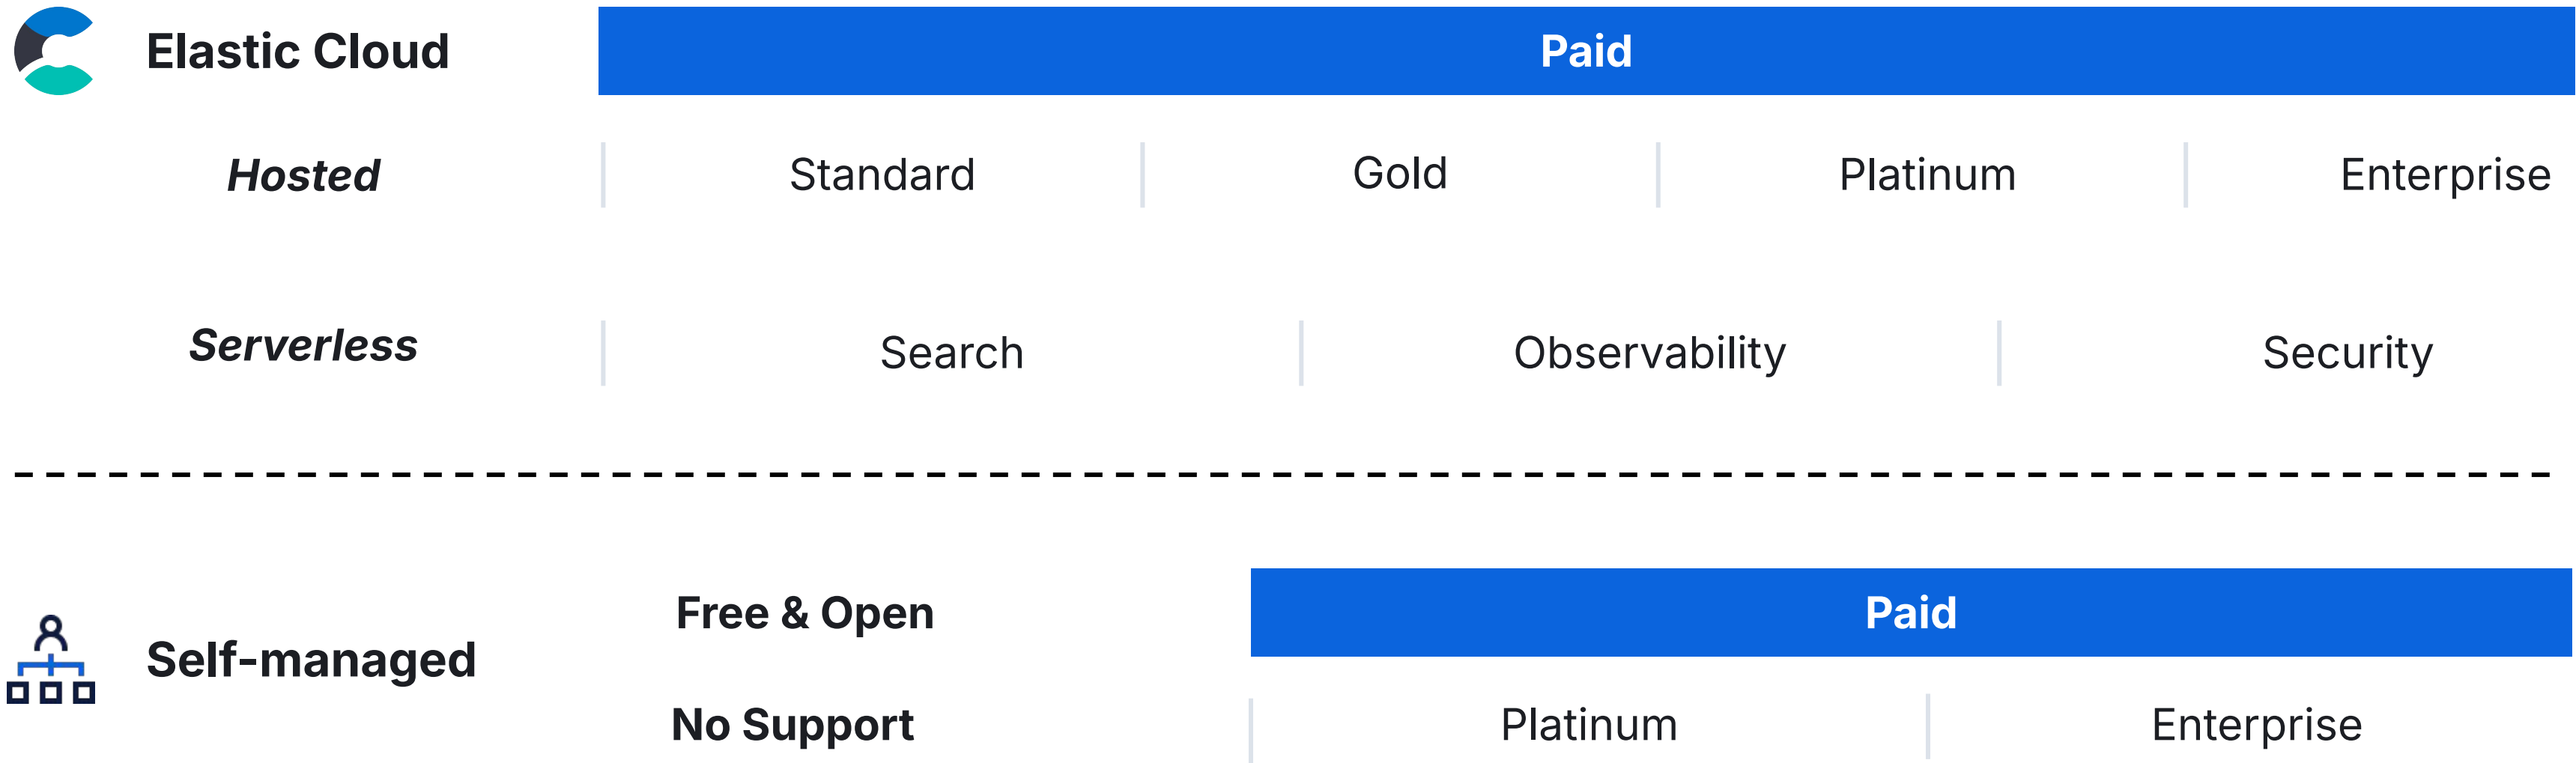 Elastic Cloud Paid
Hosted Standard Gold Platinum Enterprise
Serverless Search Observability Security
Free & Open Paid
Self-managed
No Support Platinum Enterprise